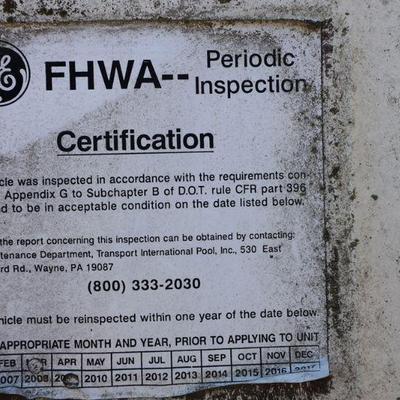 GE
FHWA-- Periodic Inspection
Certification
cle was inspected in accordance with the requirements con-
Appendix G to Subchapter B of D.O.T. rule CFR part 396
d to be in acceptable condition on the date listed below.
the report concerning this inspection can be obtained by contacting:
tenance Department, Transport International Pool, Inc., 530 East
rd Rd., Wayne, PA 19087
(800) 333-2030
hicle must be reinspected within one year of the date below.
APPROPRIATE MONTH AND YEAR, PRIOR TO APPLYING TO UNIT
FEB APR MAY JUN JUL AUG SEP OCT NOV DEC
007 2008 2010 2011 2012 2013 2014 2015 2016